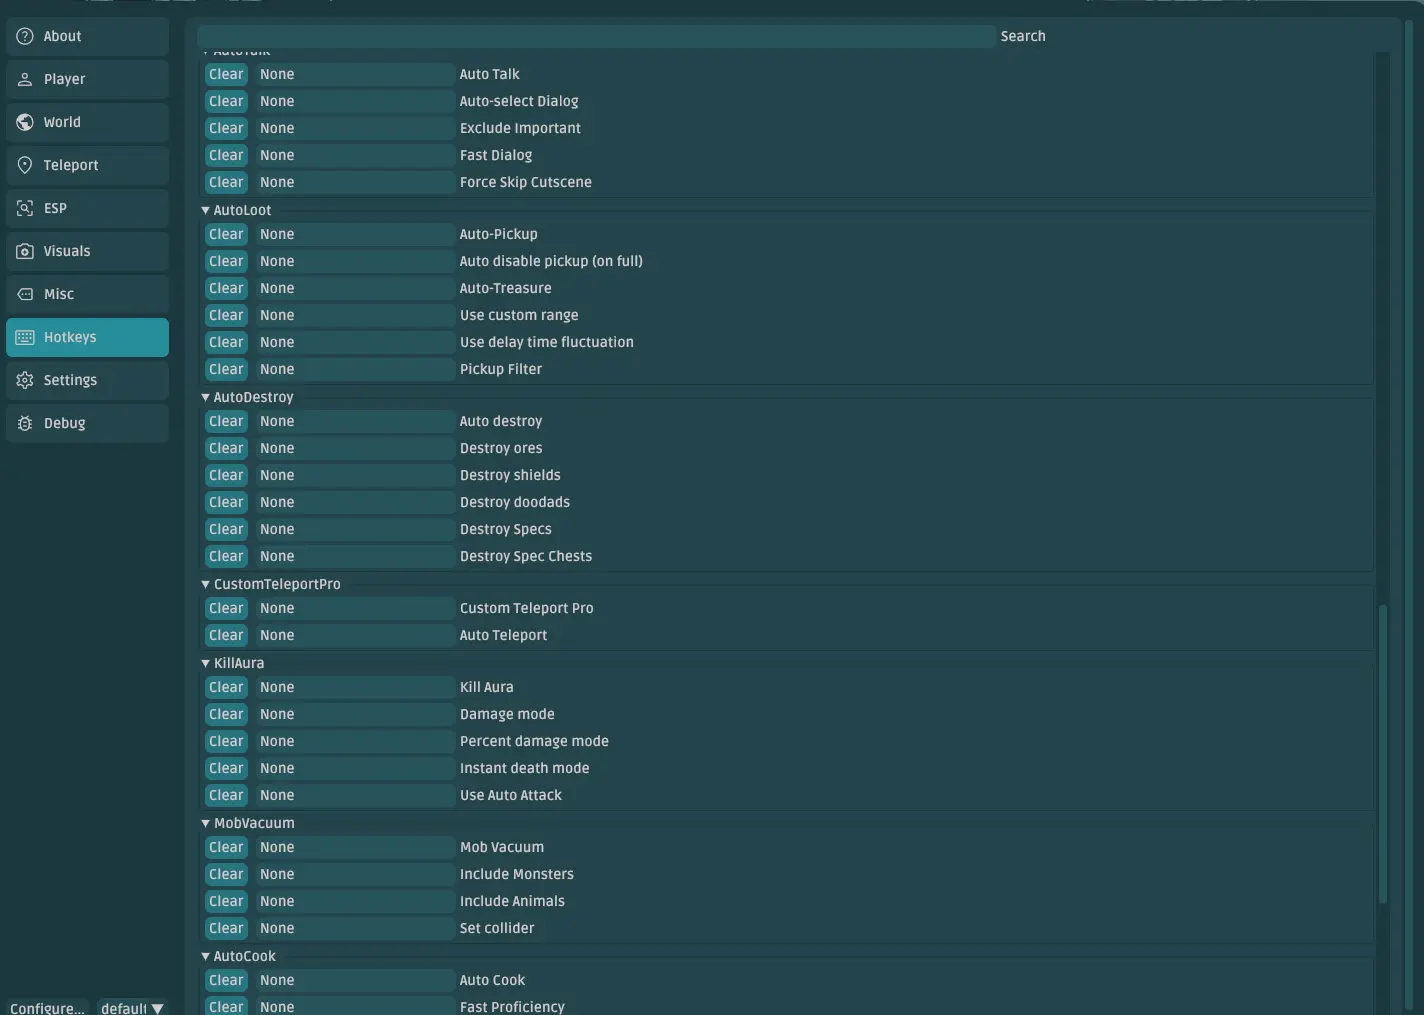 About
Player
World
Teleport
ESP
Visuals
Misc
Hotkeys
Settings
Debug
Configure...
default ▼
Search
▼ AutoTalk
Clear None Auto Talk
Clear None Auto-select Dialog
Clear None Exclude Important
Clear None Fast Dialog
Clear None Force Skip Cutscene
▼ AutoLoot
Clear None Auto-Pickup
Clear None Auto disable pickup (on full)
Clear None Auto-Treasure
Clear None Use custom range
Clear None Use delay time fluctuation
Clear None Pickup Filter
▼ AutoDestroy
Clear None Auto destroy
Clear None Destroy ores
Clear None Destroy shields
Clear None Destroy doodads
Clear None Destroy Specs
Clear None Destroy Spec Chests
▼ CustomTeleportPro
Clear None Custom Teleport Pro
Clear None Auto Teleport
▼ KillAura
Clear None Kill Aura
Clear None Damage mode
Clear None Percent damage mode
Clear None Instant death mode
Clear None Use Auto Attack
▼ MobVacuum
Clear None Mob Vacuum
Clear None Include Monsters
Clear None Include Animals
Clear None Set collider
▼ AutoCook
Clear None Auto Cook
Clear None Fast Proficiency